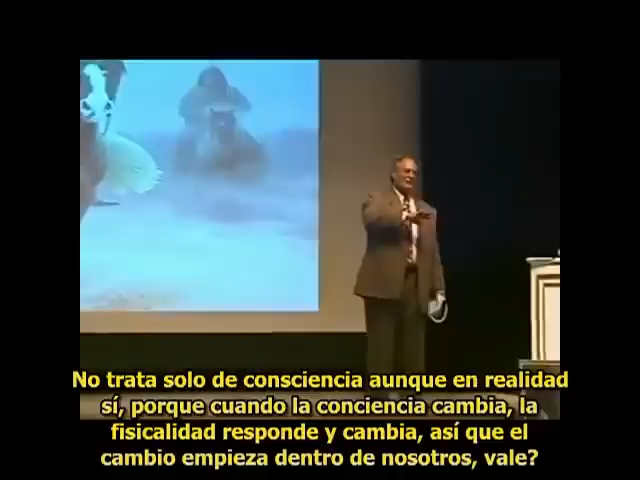 No trata solo de consciencia aunque en realidad
sí, porque cuando la conciencia cambia, la
fisicalidad responde y cambia, así que el
cambio empieza dentro de nosotros, vale?